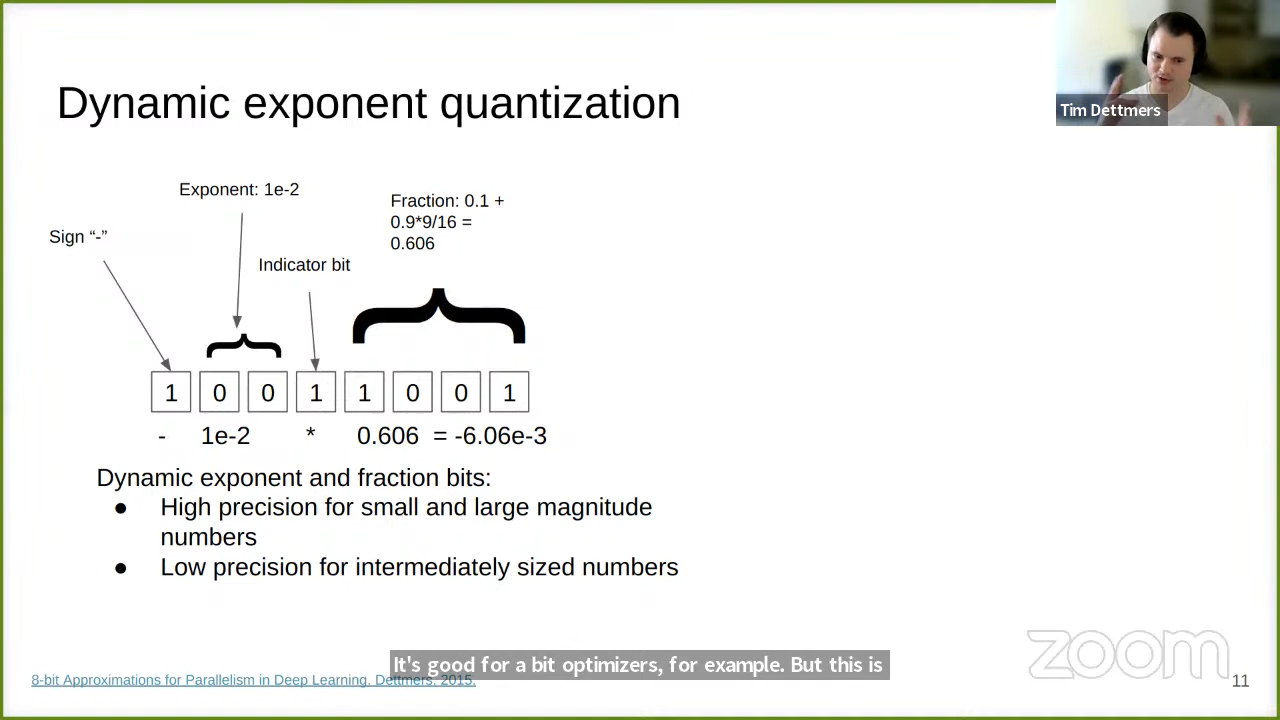 Tim Dettmers
Dynamic exponent quantization
Exponent: 1e-2
Fraction: 0.1 +
0.9*9/16 =
0.606
Sign “-”
Indicator bit
1 0 0 1 1 0 0 1
- 1e-2 * 0.606 = -6.06e-3
Dynamic exponent and fraction bits:
● High precision for small and large magnitude
numbers
● Low precision for intermediately sized numbers
It's good for a bit optimizers, for example. But this is
8-bit Approximations for Parallelism in Deep Learning. Dettmers. 2015.
zoom
11